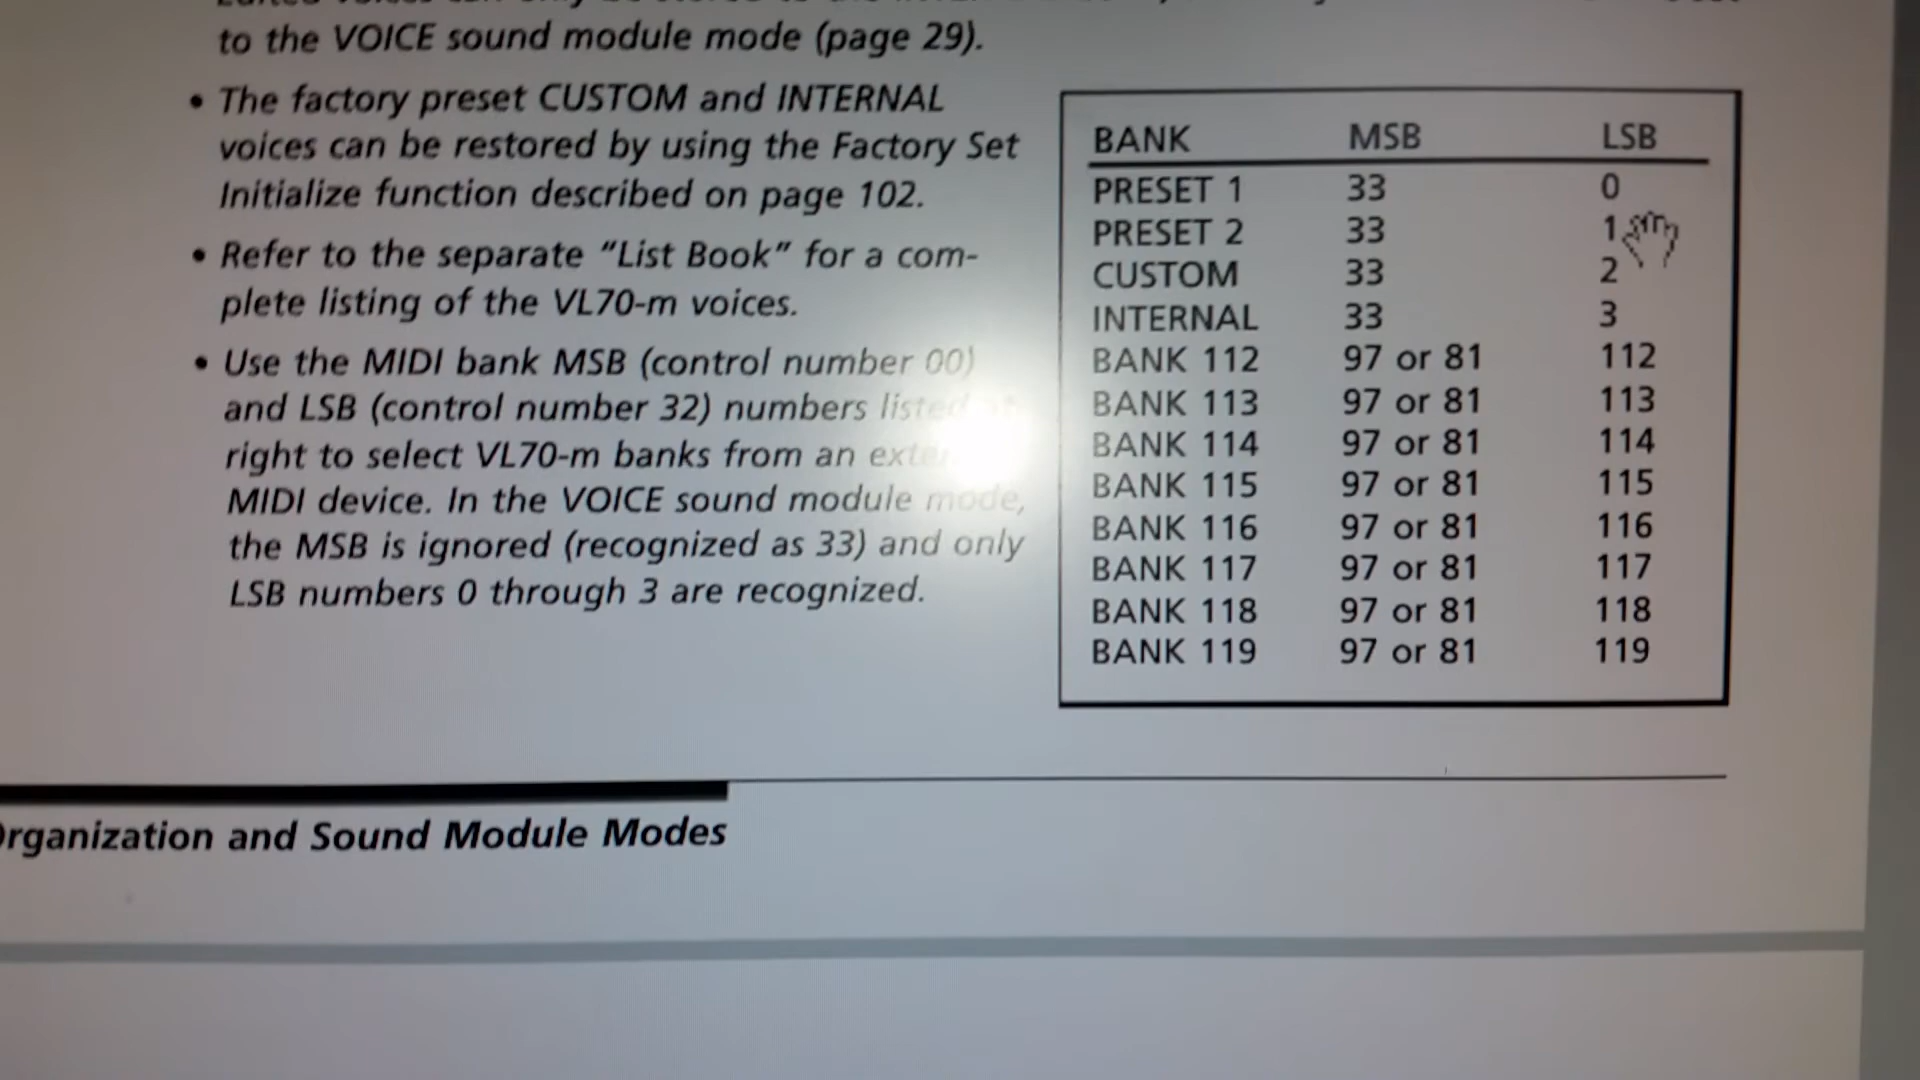 to the VOICE sound module mode (page 29).
• The factory preset CUSTOM and INTERNAL
voices can be restored by using the Factory Set
Initialize function described on page 102.
• Refer to the separate “List Book” for a com-
plete listing of the VL70-m voices.
• Use the MIDI bank MSB (control number 00)
and LSB (control number 32) numbers listed at
right to select VL70-m banks from an
MIDI device. In the VOICE sound module mode,
the MSB is ignored (recognized as 33) and only
LSB numbers 0 through 3 are recognized.
BANK MSB LSB
PRESET 1 33 0
PRESET 2 33 1
CUSTOM 33 2
INTERNAL 33 3
BANK 112 97 or 81 112
BANK 113 97 or 81 113
BANK 114 97 or 81 114
BANK 115 97 or 81 115
BANK 116 97 or 81 116
BANK 117 97 or 81 117
BANK 118 97 or 81 118
BANK 119 97 or 81 119
Organization and Sound Module Modes